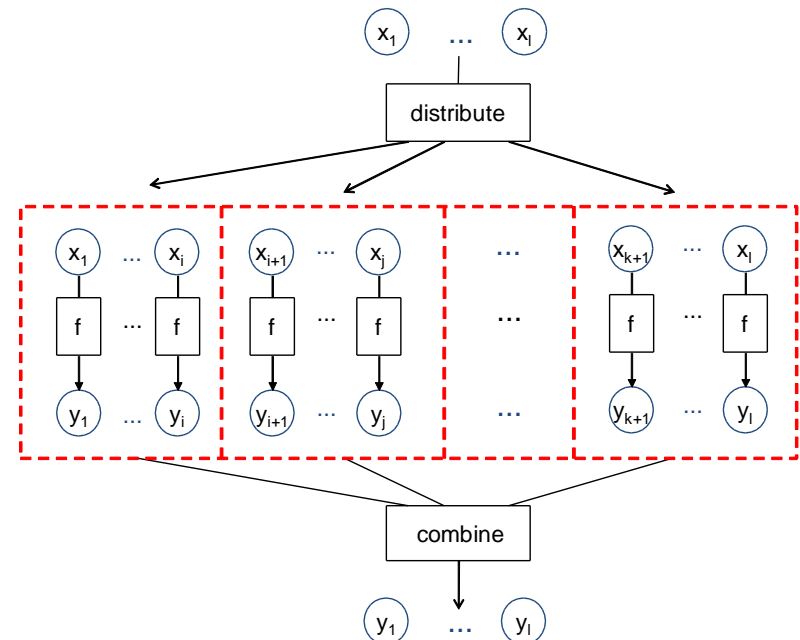 x₁ ... xₗ
distribute
x₁ ... xᵢ xᵢ₊₁ ... xⱼ ... xₖ₊₁ ... xₗ
f ... f f ... f ... f ... f
y₁ ... yᵢ yᵢ₊₁ ... yⱼ ... yₖ₊₁ ... yₗ
combine
y₁ ... yₗ